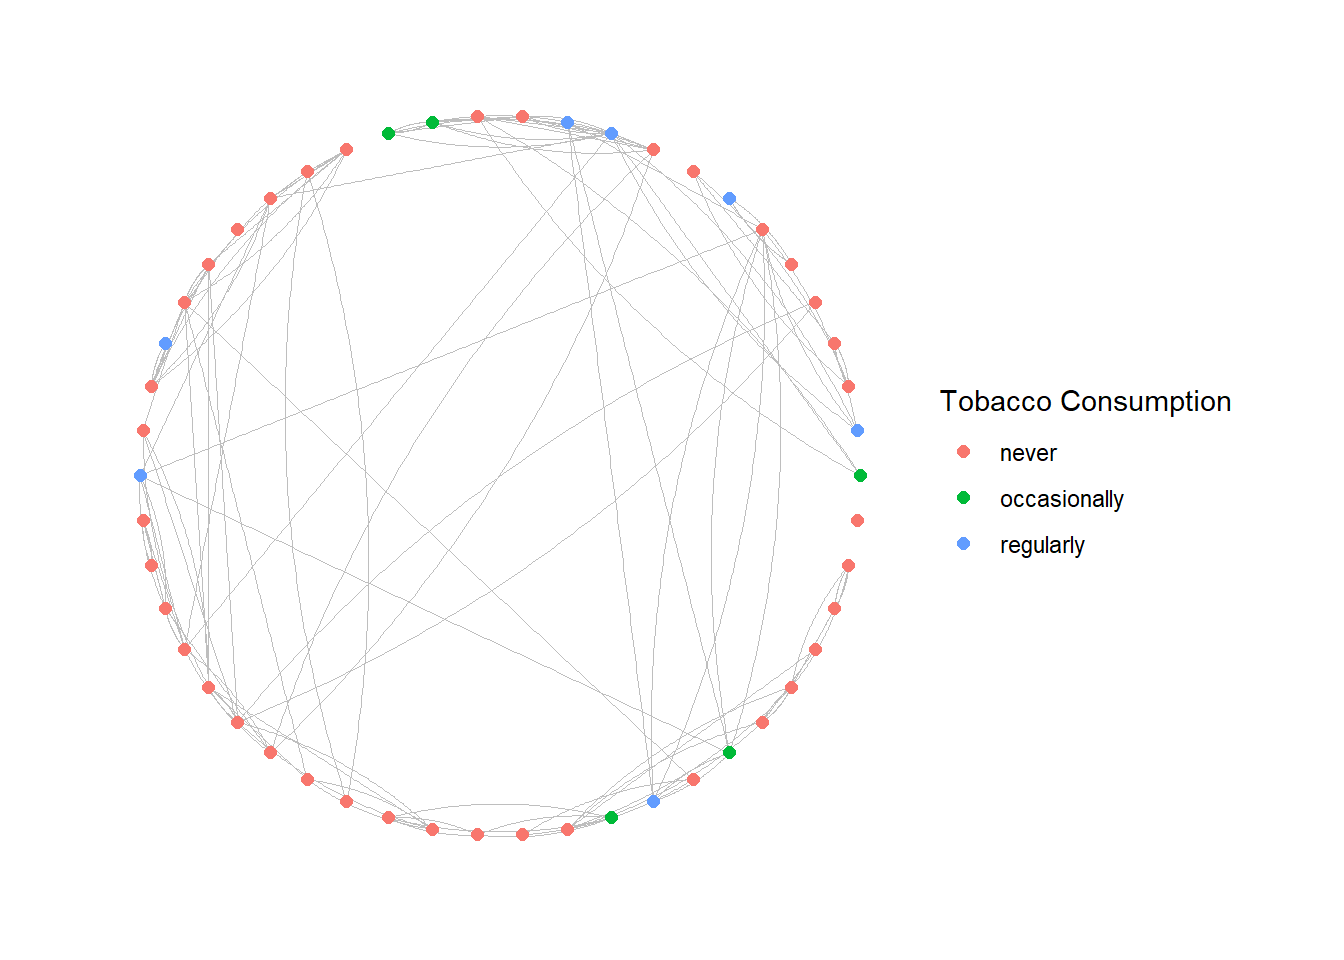 Tobacco Consumption
never
occasionally
regularly